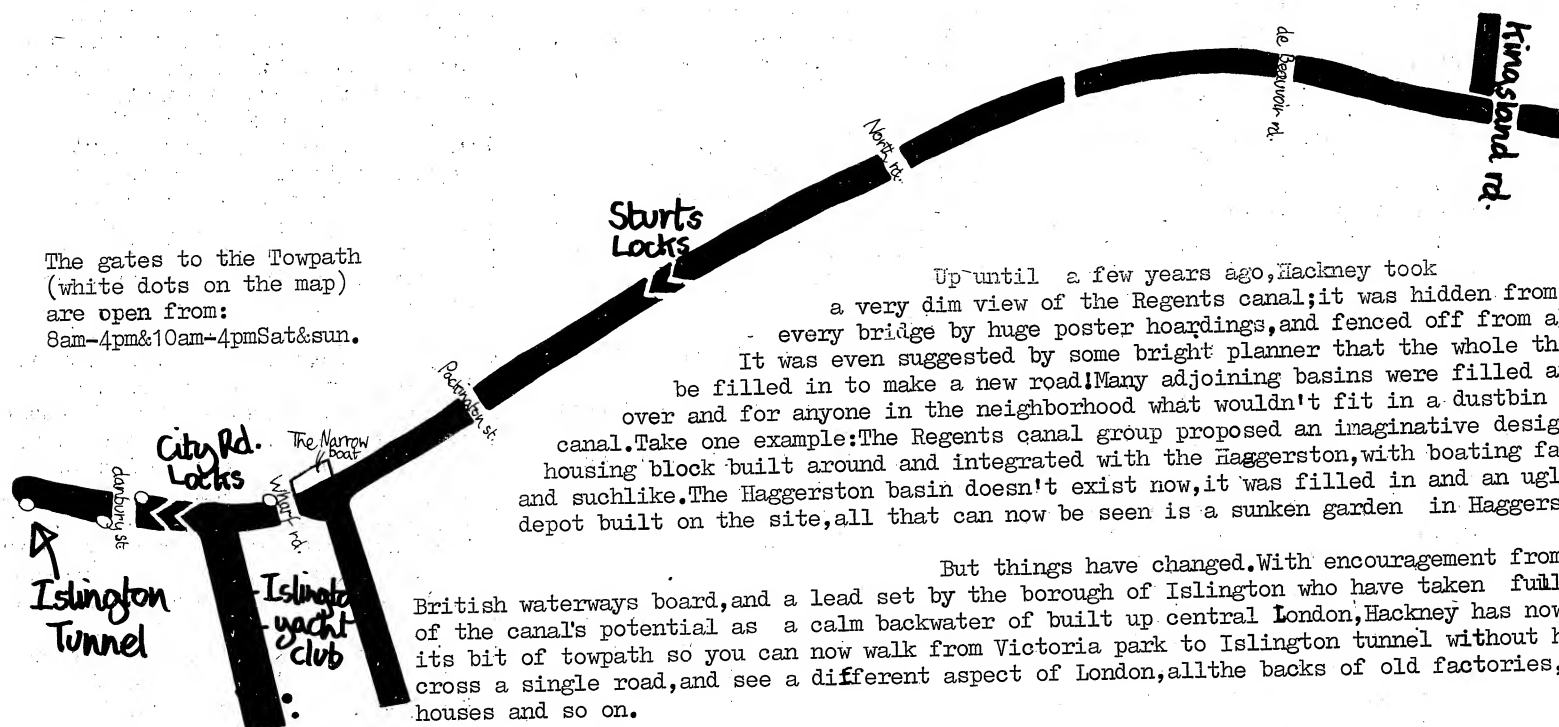 Kingsland rd.
de Beauvoir rd.
North rd.
Sturts
Locks
The gates to the Towpath
(white dots on the map)
are open from:
8am-4pm&10am-4pmSat&sun.
Packington st.
City Rd.
Locks
The Narrow
boat
Wharf rd.
danbury st
Islington
Tunnel
Islingto
yacht
club
Up until a few years ago,Hackney took
a very dim view of the Regents canal;it was hidden from
every bridge by huge poster hoardings,and fenced off from
It was even suggested by some bright planner that the whole
be filled in to make a new road!Many adjoining basins were filled
over and for anyone in the neighborhood what wouldn't fit in a dustbin
canal.Take one example:The Regents canal group proposed an imaginative desig
housing block built around and integrated with the Haggerston,with boating fa
and suchlike.The Haggerston basin doesn't exist now,it was filled in and an ugl
depot built on the site,all that can now be seen is a sunken garden in Haggers
But things have changed.With encouragement from
British waterways board,and a lead set by the borough of Islington who have taken full
of the canal's potential as a calm backwater of built up central London,Hackney has now
its bit of towpath so you can now walk from Victoria park to Islington tunnel without h
cross a single road,and see a different aspect of London,allthe backs of old factories,
houses and so on.